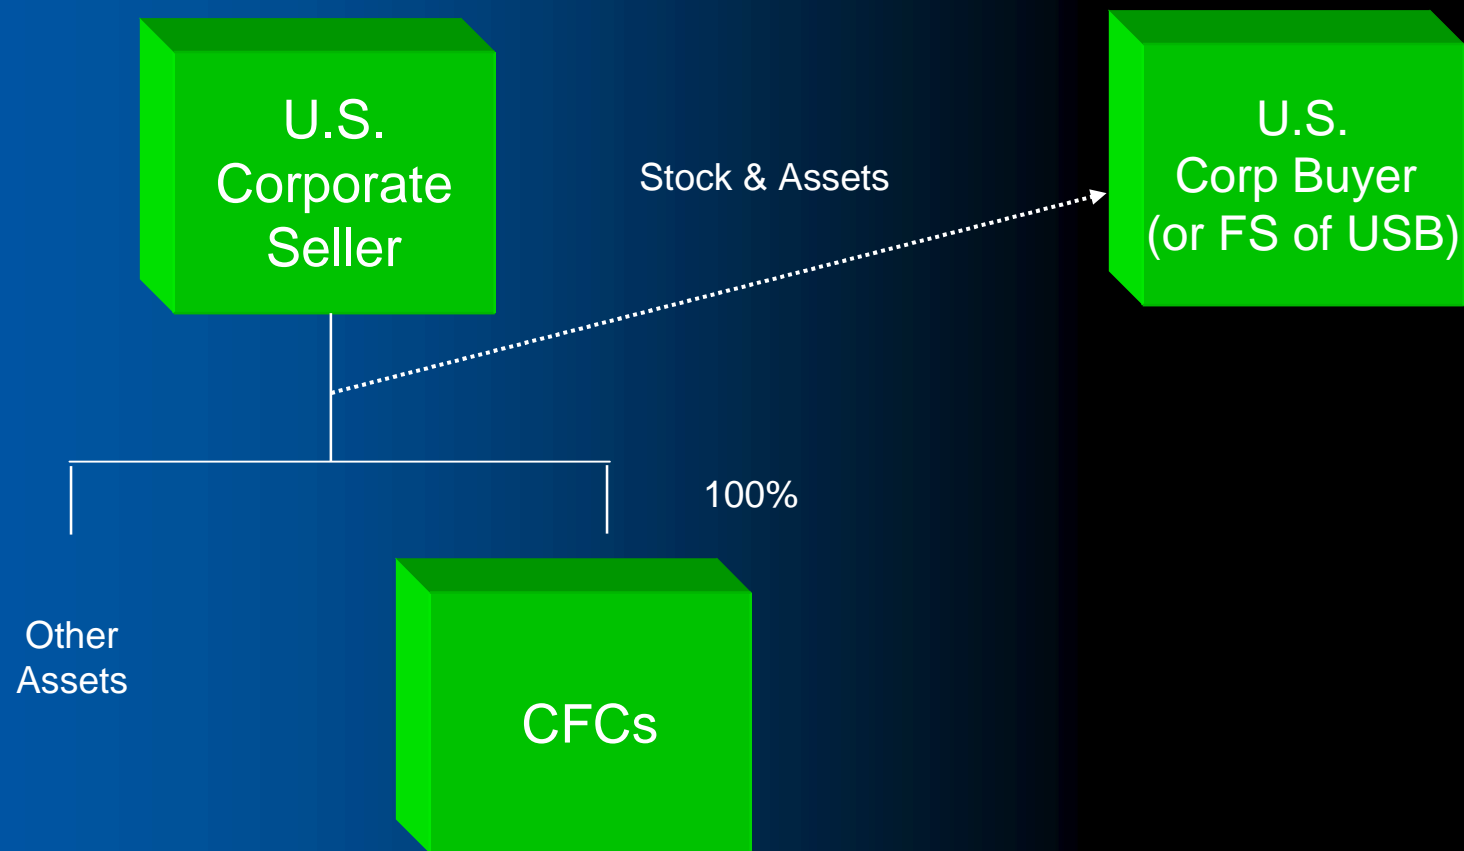 U.S.
Corporate
Seller
Stock & Assets
U.S.
Corp Buyer
(or FS of USB)
100%
Other
Assets
CFCs